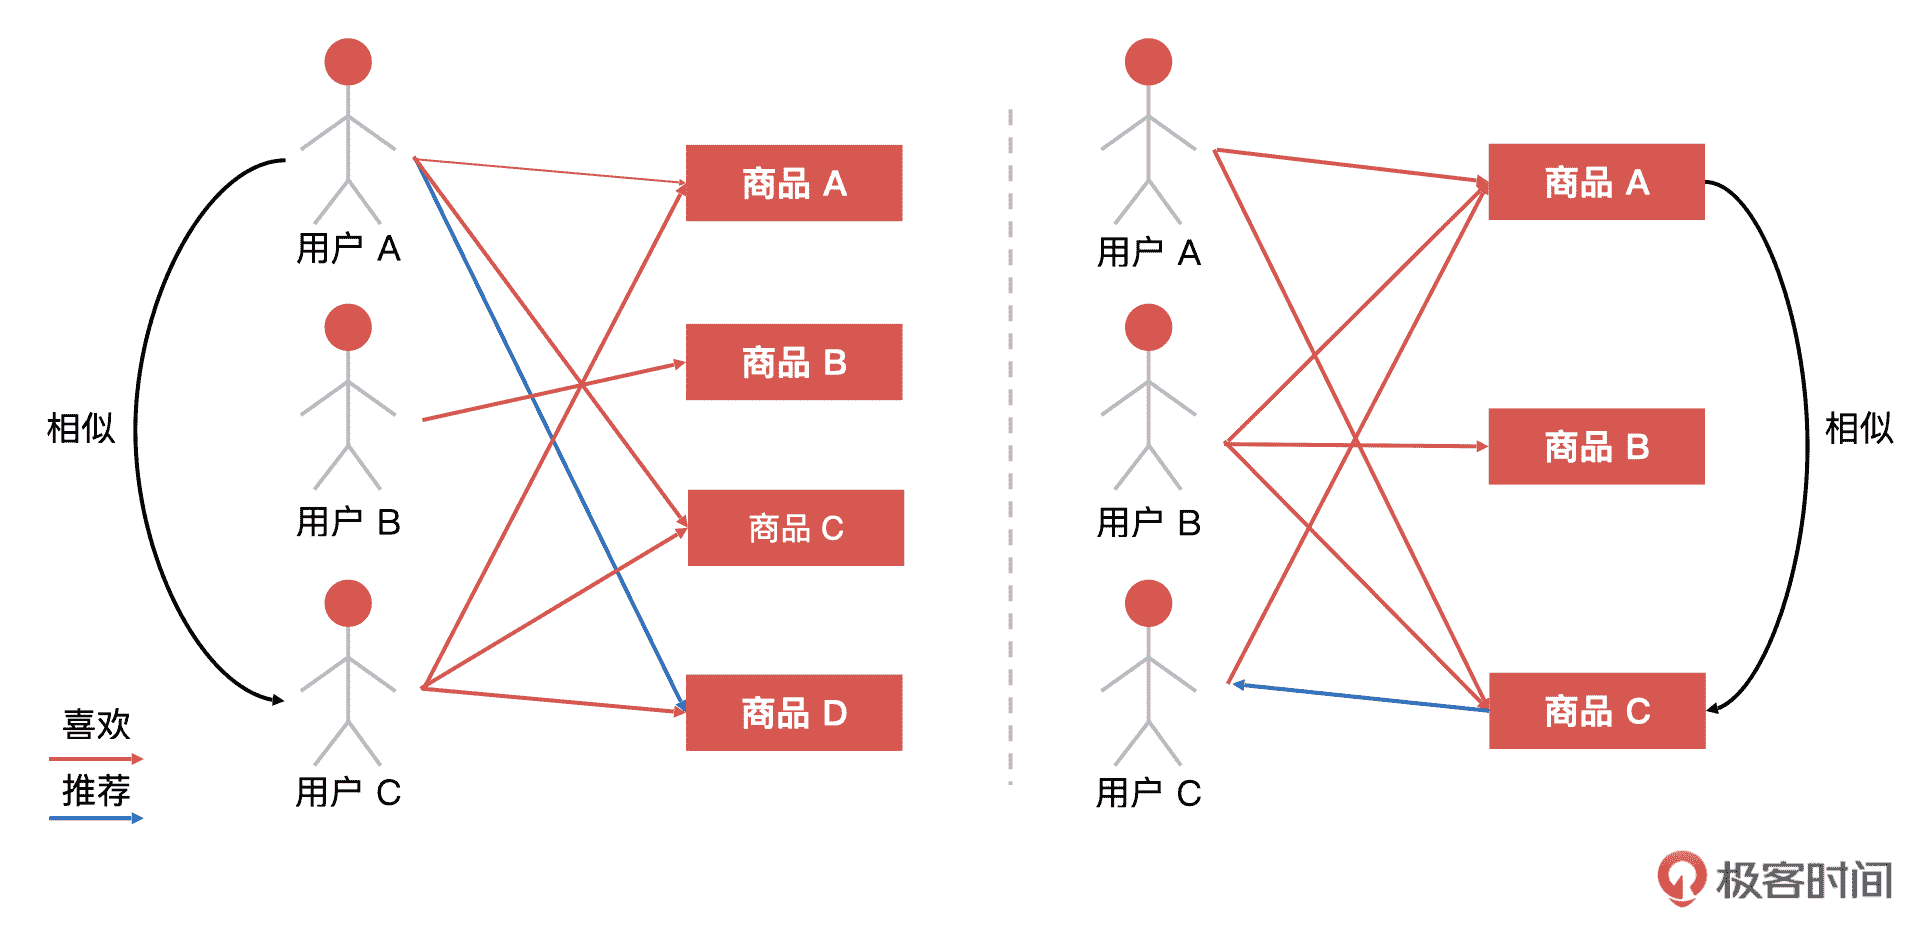 商品 A
用户 A
商品 B
相似
用户 B
商品 C
商品 D
用户 C
喜欢
推荐
商品 A
用户 A
商品 B
相似
用户 B
商品 C
用户 C
极客时间